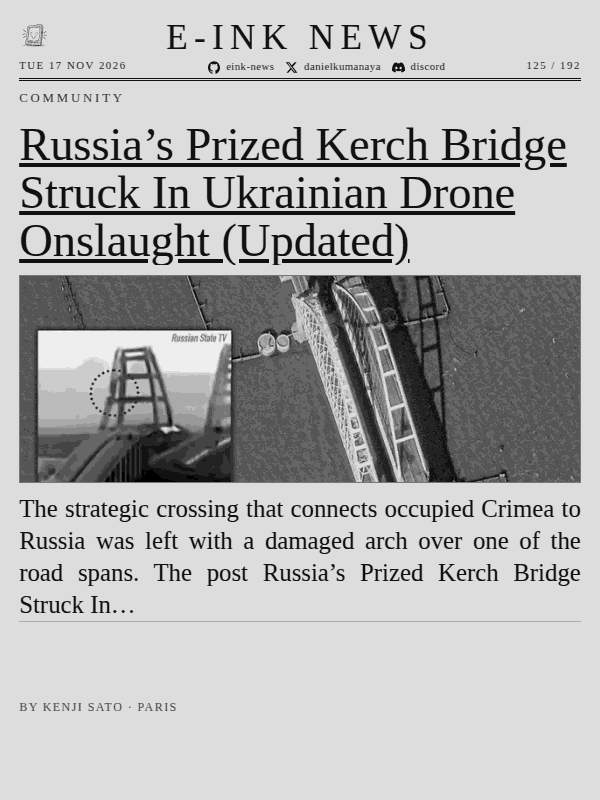 E-INK NEWS
TUE 17 NOV 2026
eink-news
danielkumanaya
discord
125 / 192
COMMUNITY
Russia’s Prized Kerch Bridge
Struck In Ukrainian Drone
Onslaught (Updated)
Russian State TV
The strategic crossing that connects occupied Crimea to
Russia was left with a damaged arch over one of the
road spans. The post Russia’s Prized Kerch Bridge
Struck In…
BY KENJI SATO · PARIS